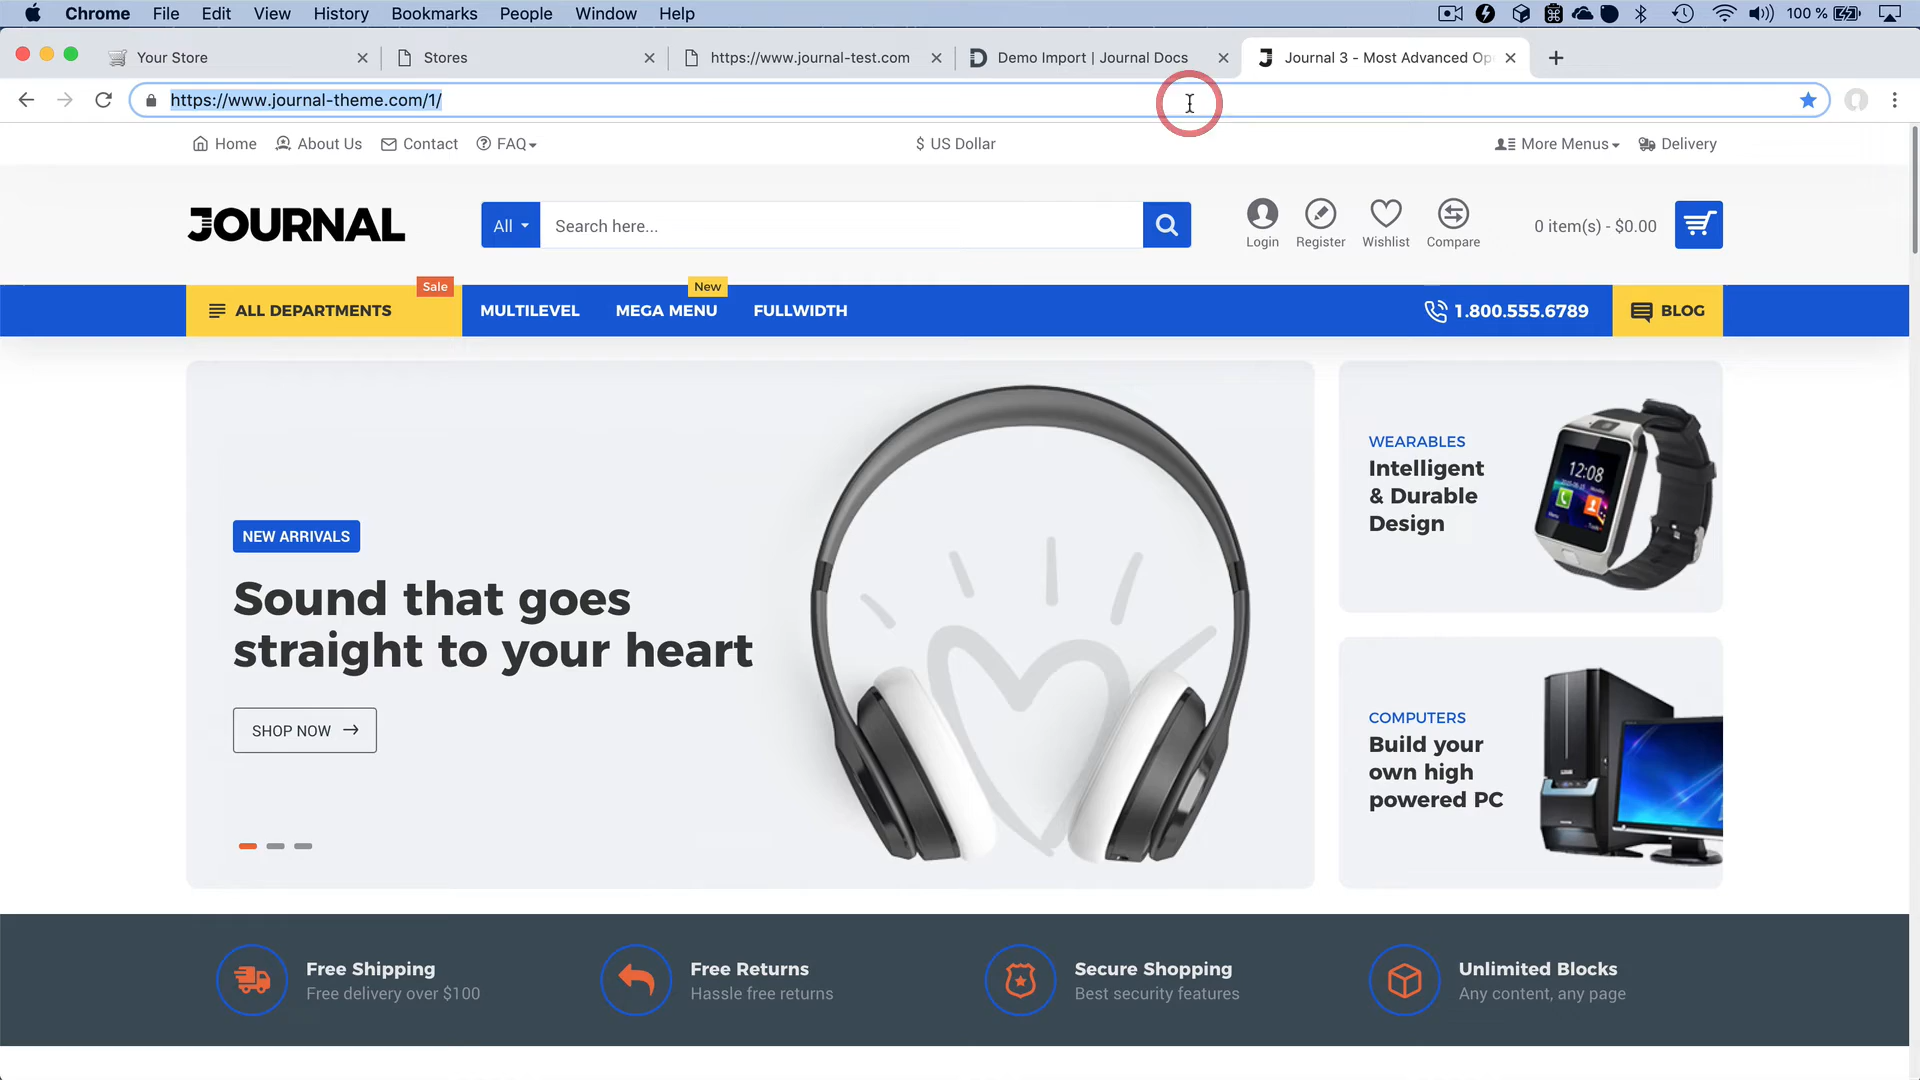 Chrome File Edit View History Bookmarks People Window Help 100 %
Your Store
Stores
https://www.journal-test.com
Demo Import | Journal Docs
Journal 3 - Most Advanced Op
https://www.journal-theme.com/1/
Home About Us Contact FAQ
$ US Dollar
More Menus Delivery
JOURNAL
All Search here...
Login Register Wishlist Compare
0 item(s) - $0.00
Sale
New
ALL DEPARTMENTS MULTILEVEL MEGA MENU FULLWIDTH 1.800.555.6789 BLOG
NEW ARRIVALS
Sound that goes
straight to your heart
SHOP NOW
WEARABLES
Intelligent
& Durable
Design
12:08
COMPUTERS
Build your
own high
powered PC
Free Shipping
Free delivery over $100
Free Returns
Hassle free returns
Secure Shopping
Best security features
Unlimited Blocks
Any content, any page